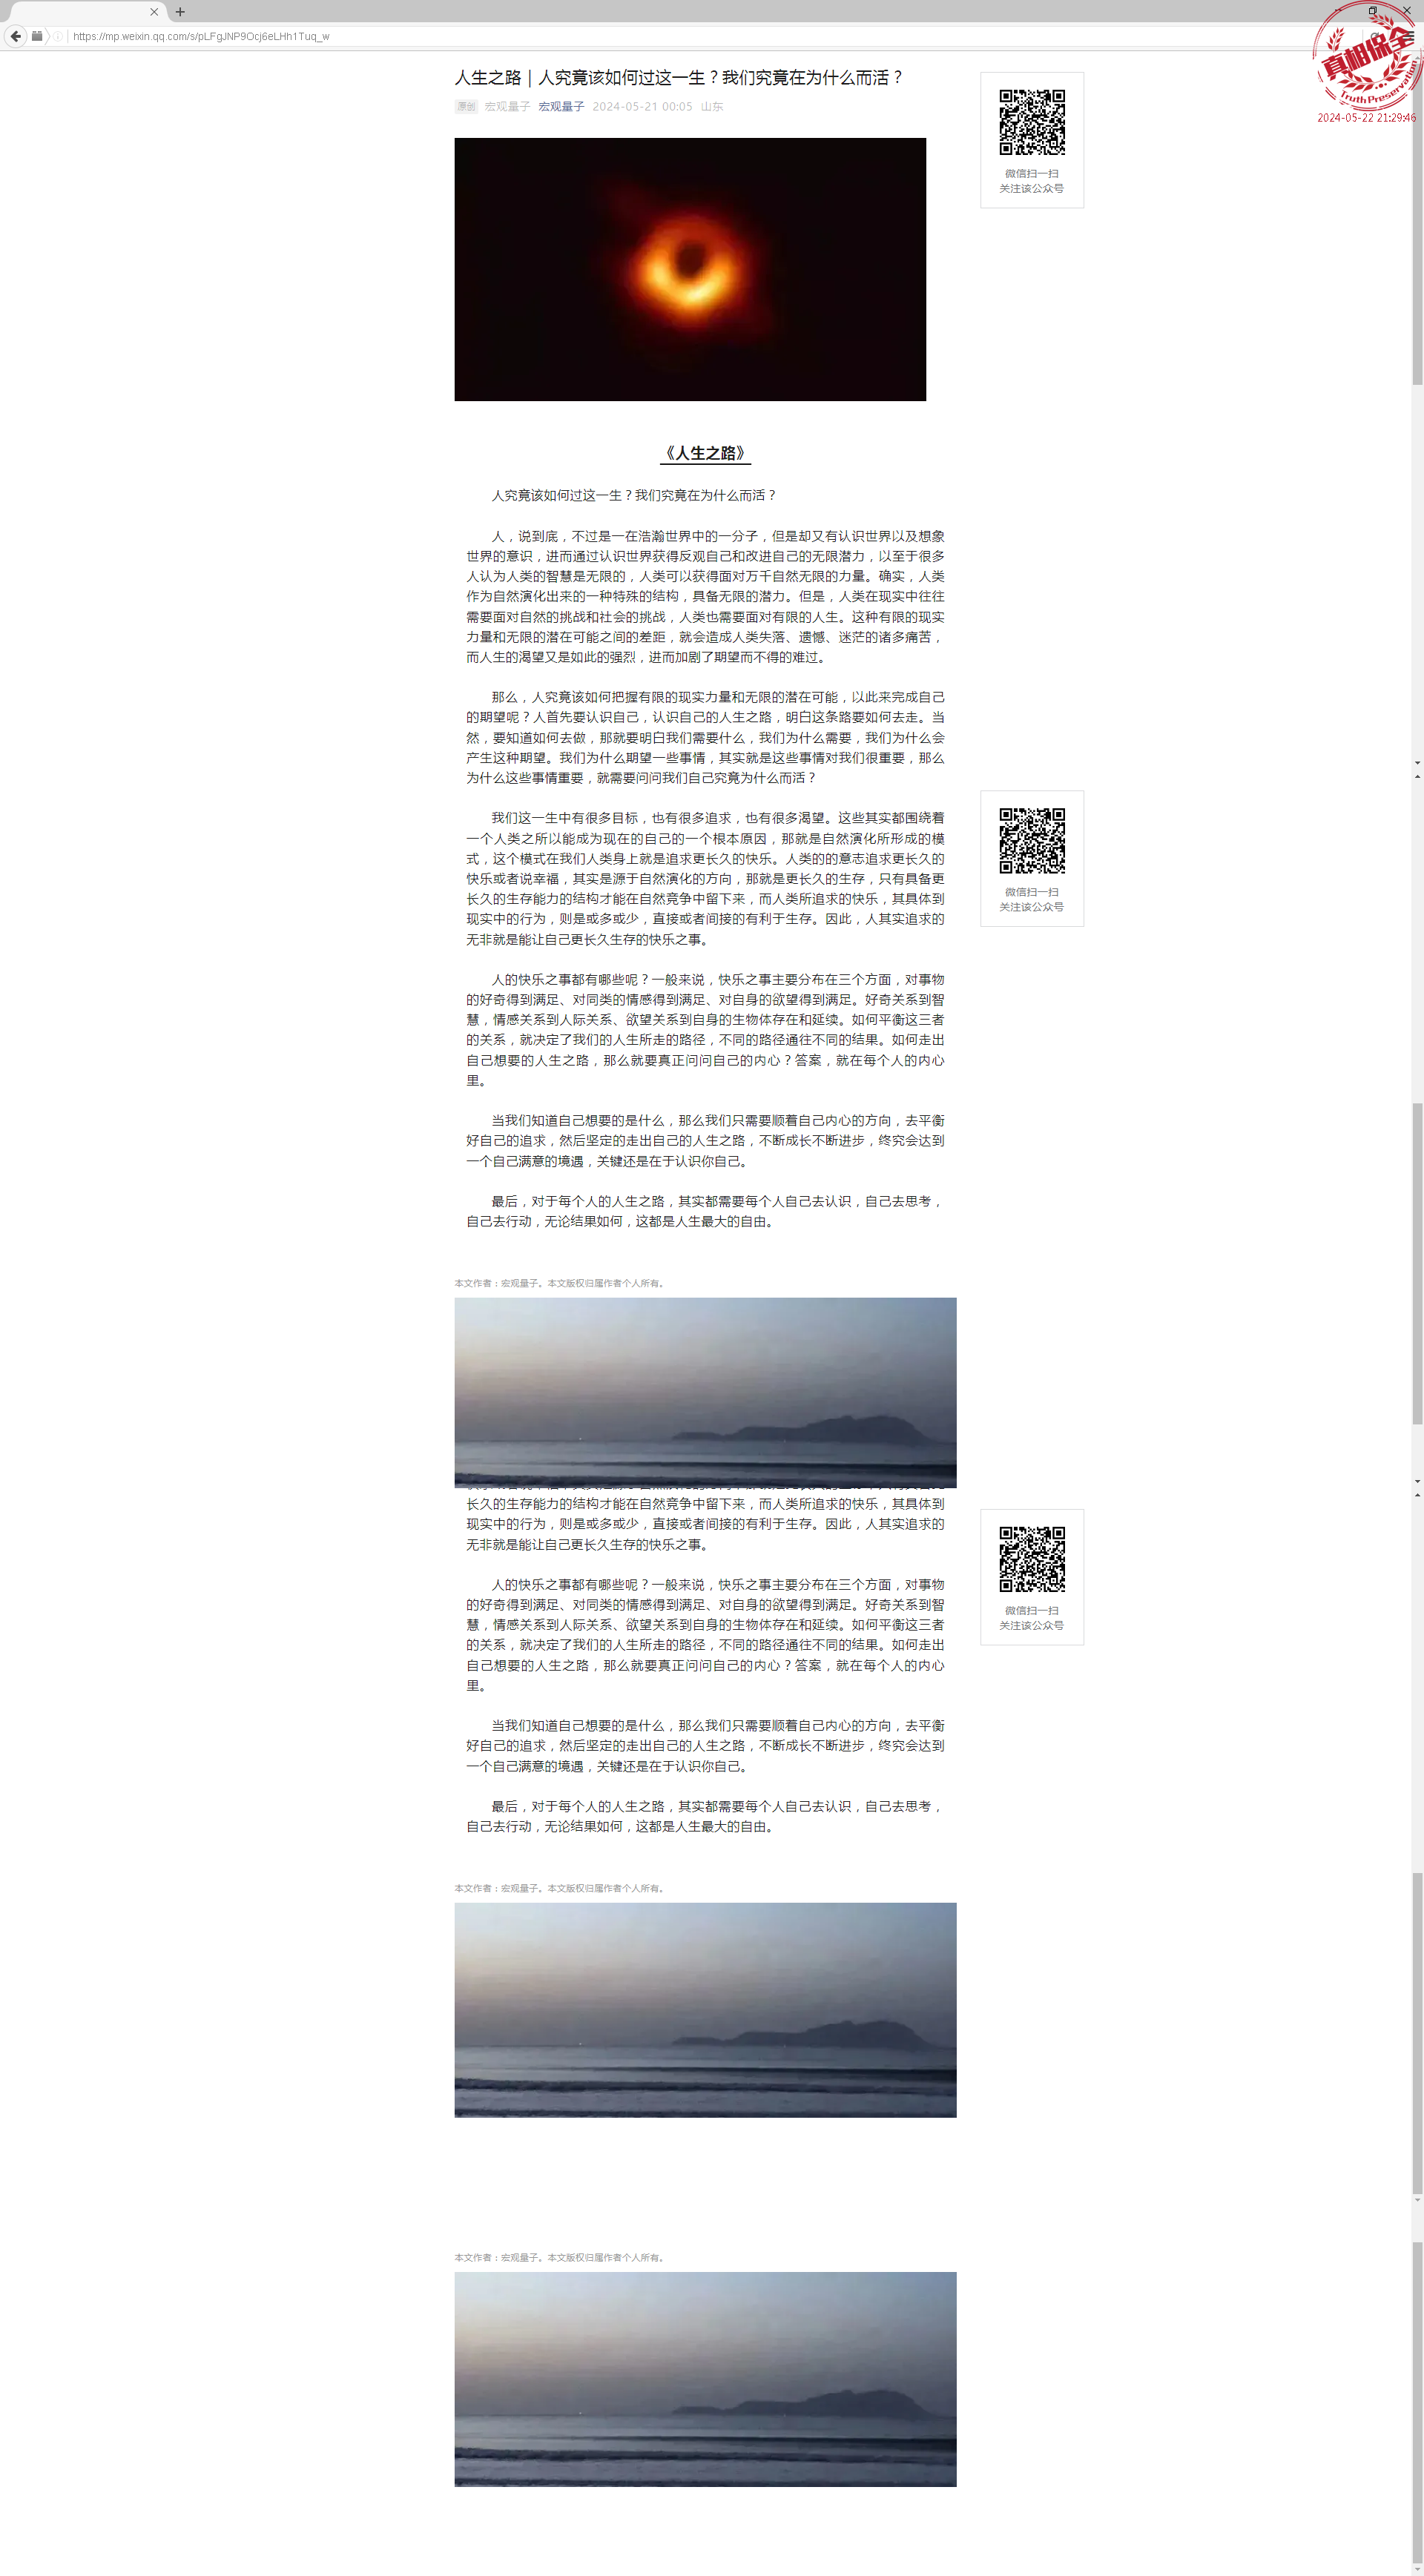 https://mp.weixin.qq.com/s/pLFgJNP9Ocj6eLHh1Tuq_w
真相保全
Truth Preservation
2024-05-22 21:29:46
人生之路 | 人究竟该如何过这一生？我们究竟在为什么而活？
原创 宏观量子 宏观量子 2024-05-21 00:05 山东
微信扫一扫
关注该公众号
《人生之路》
人究竟该如何过这一生？我们究竟在为什么而活？
人，说到底，不过是一在浩瀚世界中的一分子，但是却又有认识世界以及想象
世界的意识，进而通过认识世界获得反观自己和改进自己的无限潜力，以至于很多
人认为人类的智慧是无限的，人类可以获得面对万千自然无限的力量。确实，人类
作为自然演化出来的一种特殊的结构，具备无限的潜力。但是，人类在现实中往往
需要面对自然的挑战和社会的挑战，人类也需要面对有限的人生。这种有限的现实
力量和无限的潜在可能之间的差距，就会造成人类失落、遗憾、迷茫的诸多痛苦，
而人生的渴望又是如此的强烈，进而加剧了期望而不得的难过。
那么，人究竟该如何把握有限的现实力量和无限的潜在可能，以此来完成自己
的期望呢？人首先要认识自己，认识自己的人生之路，明白这条路要如何去走。当
然，要知道如何去做，那就要明白我们需要什么，我们为什么需要，我们为什么会
产生这种期望。我们为什么期望一些事情，其实就是这些事情对我们很重要，那么
为什么这些事情重要，就需要问问我们自己究竟为什么而活？
我们这一生中有很多目标，也有很多追求，也有很多渴望。这些其实都围绕着
一个人类之所以能成为现在的自己的一个根本原因，那就是自然演化所形成的模
式，这个模式在我们人类身上就是追求更长久的快乐。人类的的意志追求更长久的
快乐或者说幸福，其实是源于自然演化的方向，那就是更长久的生存，只有具备更
长久的生存能力的结构才能在自然竞争中留下来，而人类所追求的快乐，其具体到
现实中的行为，则是或多或少，直接或者间接的有利于生存。因此，人其实追求的
无非就是能让自己更长久生存的快乐之事。
微信扫一扫
关注该公众号
人的快乐之事都有哪些呢？一般来说，快乐之事主要分布在三个方面，对事物
的好奇得到满足、对同类的情感得到满足、对自身的欲望得到满足。好奇关系到智
慧，情感关系到人际关系、欲望关系到自身的生物体存在和延续。如何平衡这三者
的关系，就决定了我们的人生所走的路径，不同的路径通往不同的结果。如何走出
自己想要的人生之路，那么就要真正问问自己的内心？答案，就在每个人的内心
里。
当我们知道自己想要的是什么，那么我们只需要顺着自己内心的方向，去平衡
好自己的追求，然后坚定的走出自己的人生之路，不断成长不断进步，终究会达到
一个自己满意的境遇，关键还是在于认识你自己。
最后，对于每个人的人生之路，其实都需要每个人自己去认识，自己去思考，
自己去行动，无论结果如何，这都是人生最大的自由。
本文作者：宏观量子。本文版权归属作者个人所有。
长久的生存能力的结构才能在自然竞争中留下来，而人类所追求的快乐，其具体到
现实中的行为，则是或多或少，直接或者间接的有利于生存。因此，人其实追求的
无非就是能让自己更长久生存的快乐之事。
微信扫一扫
关注该公众号
人的快乐之事都有哪些呢？一般来说，快乐之事主要分布在三个方面，对事物
的好奇得到满足、对同类的情感得到满足、对自身的欲望得到满足。好奇关系到智
慧，情感关系到人际关系、欲望关系到自身的生物体存在和延续。如何平衡这三者
的关系，就决定了我们的人生所走的路径，不同的路径通往不同的结果。如何走出
自己想要的人生之路，那么就要真正问问自己的内心？答案，就在每个人的内心
里。
当我们知道自己想要的是什么，那么我们只需要顺着自己内心的方向，去平衡
好自己的追求，然后坚定的走出自己的人生之路，不断成长不断进步，终究会达到
一个自己满意的境遇，关键还是在于认识你自己。
最后，对于每个人的人生之路，其实都需要每个人自己去认识，自己去思考，
自己去行动，无论结果如何，这都是人生最大的自由。
本文作者：宏观量子。本文版权归属作者个人所有。
本文作者：宏观量子。本文版权归属作者个人所有。